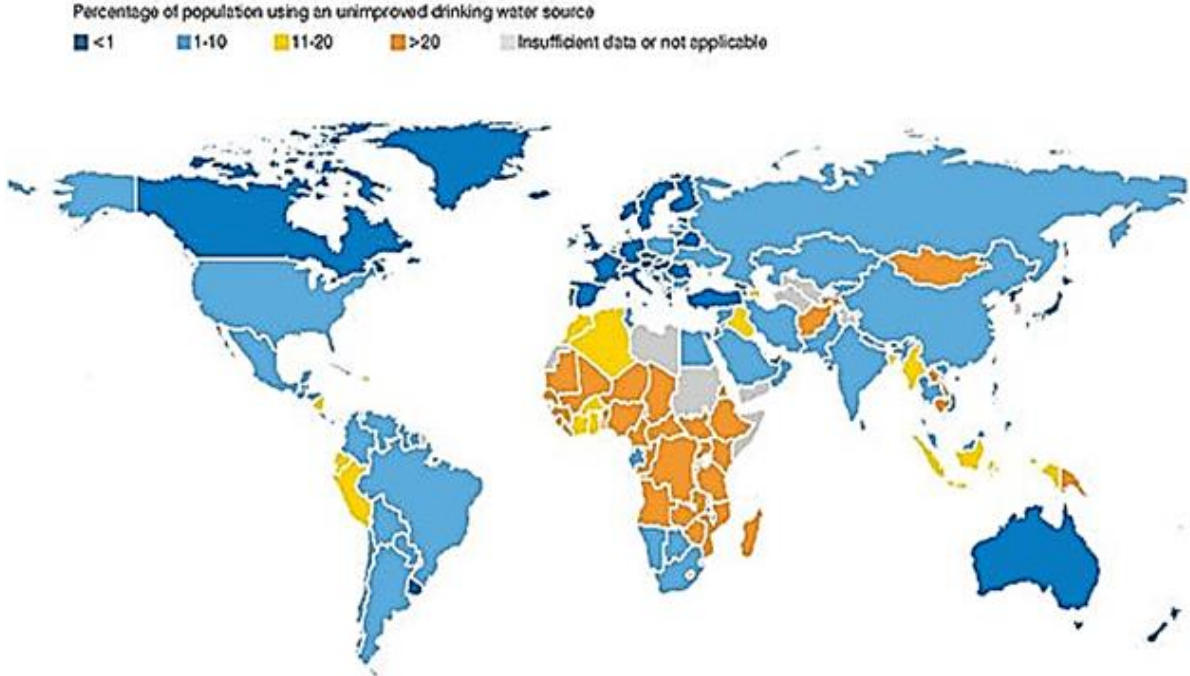 Percentage of population using an unimproved drinking water source
<1 1-10 11-20 >20 Insufficient data or not applicable